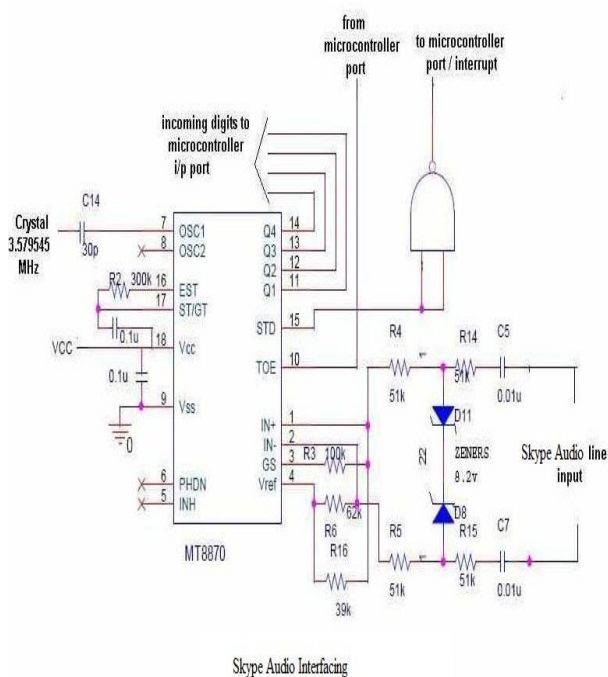 from
microcontroller
port
to microcontroller
port / interrupt
incoming digits to
microcontroller
i/p port
C14
Crystal
3.579545
MHz
30p
7
OSC1
8
OSC2
R2
300k
16
EST
17
ST/GT
0.1u
VCC
18
Vcc
0.1u
9
Vss
0
6
PHDN
5
INH
MT8870
14
Q4
13
Q3
12
Q2
11
Q1
15
STD
10
TOE
1
IN+
2
IN-
3
GS
4
Vref
R3
100k
62k
R6
R16
39k
R4
51k
1
R14
51k
C5
0.01u
D11
22
ZENERS
8.2v
D8
R5
51k
1
R15
51k
C7
0.01u
Skype Audio line
input
Skype Audio Interfacing